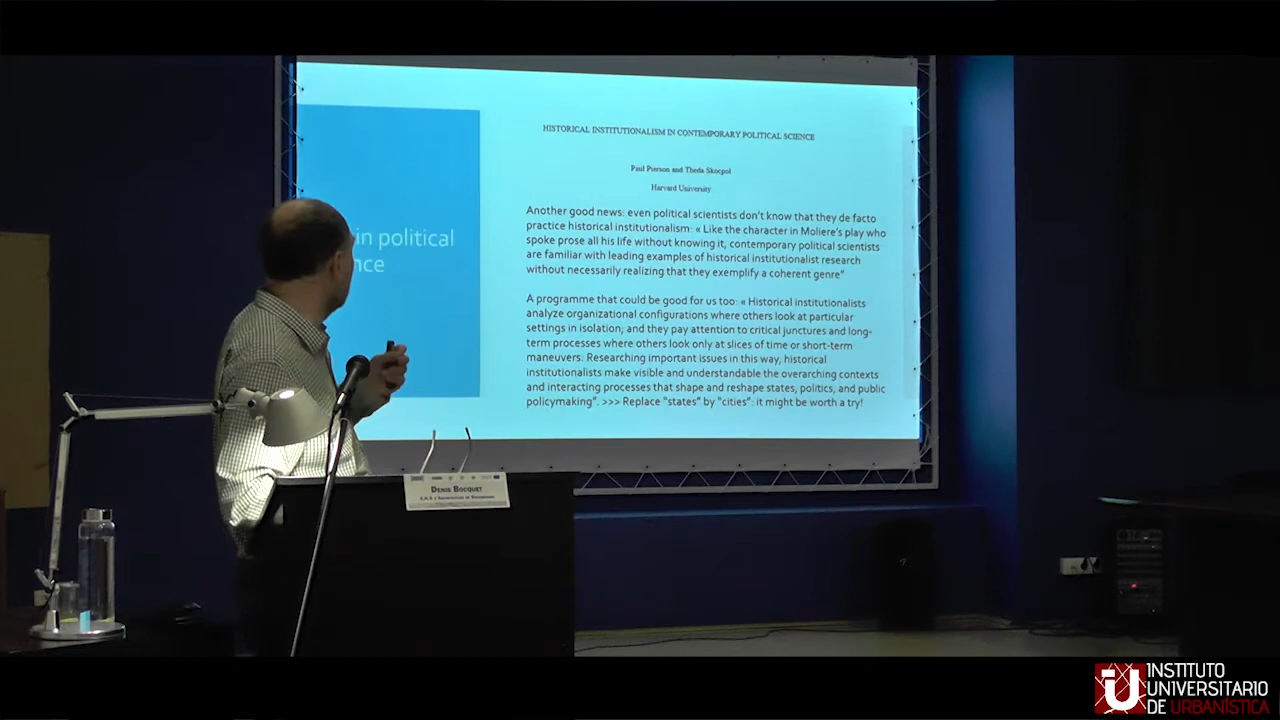 in political
nce
HISTORICAL INSTITUTIONALISM IN CONTEMPORARY POLITICAL SCIENCE
Paul Pierson and Theda Skocpol
Harvard University
Another good news: even political scientists don't know that they de facto
practice historical institutionalism: « Like the character in Moliere's play who
spoke prose all his life without knowing it, contemporary political scientists
are familiar with leading examples of historical institutionalist research
without necessarily realizing that they exemplify a coherent genre"
A programme that could be good for us too: « Historical institutionalists
analyze organizational configurations where others look at particular
settings in isolation; and they pay attention to critical junctures and long-
term processes where others look only at slices of time or short-term
maneuvers. Researching important issues in this way, historical
institutionalists make visible and understandable the overarching contexts
and interacting processes that shape and reshape states, politics, and public
policymaking". >>> Replace "states" by "cities": it might be worth a try!
DENIS BOCQUET
INSTITUTO
UNIVERSITARIO
DE URBANÍSTICA